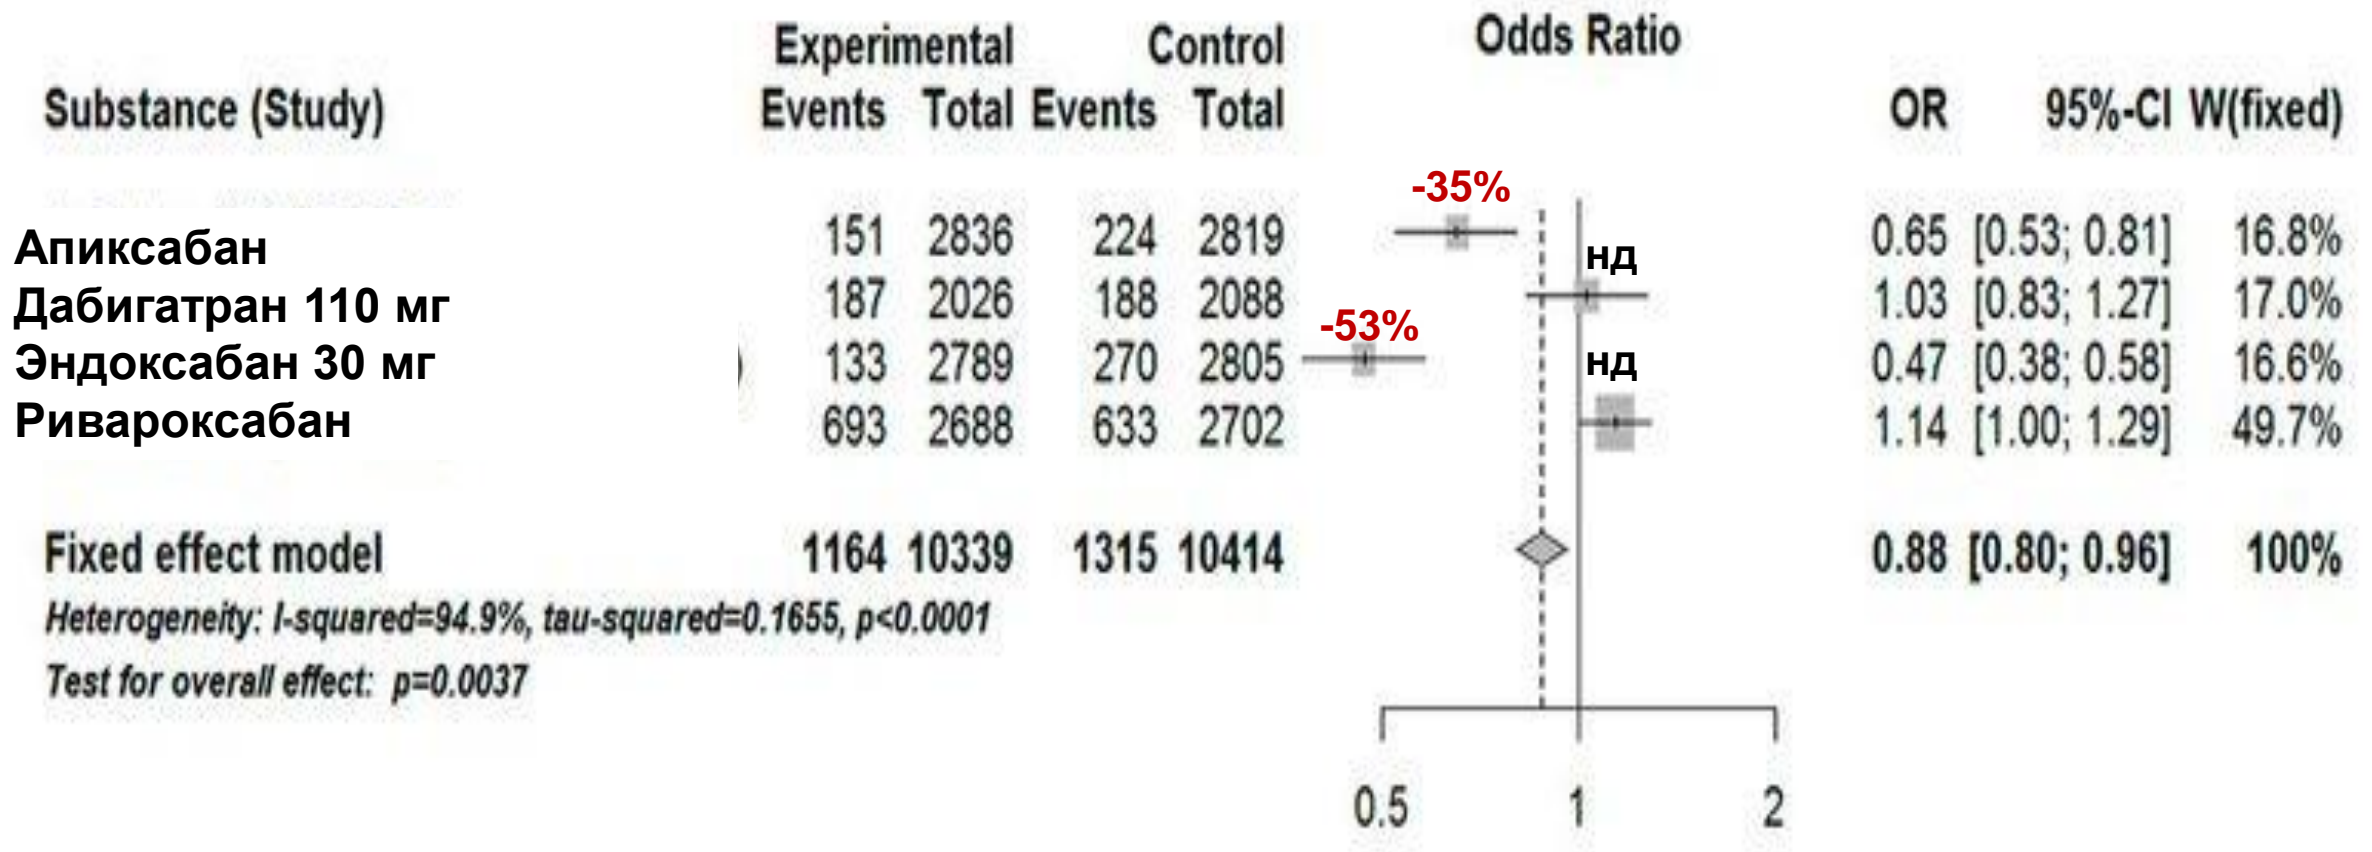 Experimental Control Odds Ratio
Substance (Study) Events Total Events Total OR 95%-CI W(fixed)
-35%
Апиксабан 151 2836 224 2819 0.65 [0.53; 0.81] 16.8%
нд
Дабигатран 110 мг 187 2026 188 2088 1.03 [0.83; 1.27] 17.0%
-53%
Эндоксабан 30 мг 133 2789 270 2805 0.47 [0.38; 0.58] 16.6%
нд
Ривароксабан 693 2688 633 2702 1.14 [1.00; 1.29] 49.7%
Fixed effect model 1164 10339 1315 10414 0.88 [0.80; 0.96] 100%
Heterogeneity: I-squared=94.9%, tau-squared=0.1655, p<0.0001
Test for overall effect: p=0.0037
0.5 1 2